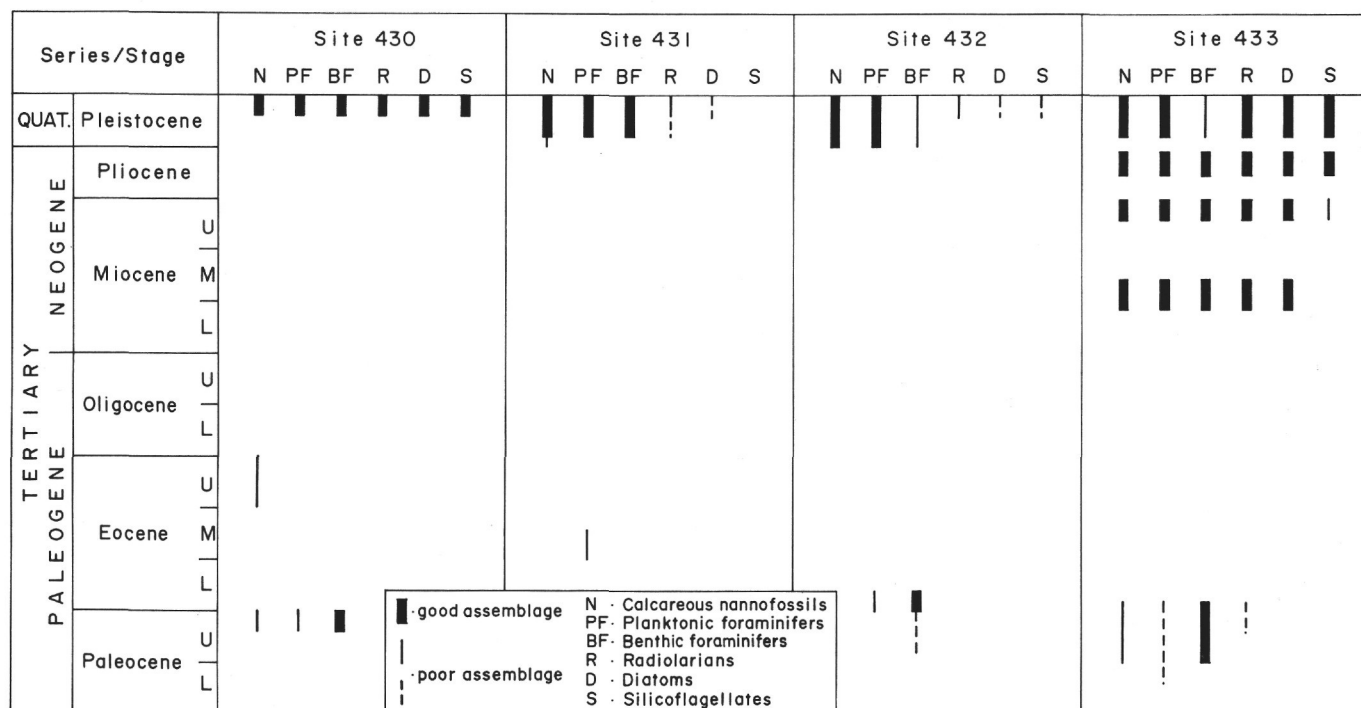 Series/Stage
Site 430
Site 431
Site 432
Site 433
N PF BF R D S
N PF BF R D S
N PF BF R D S
N PF BF R D S
QUAT.
Pleistocene
TERTIARY
NEOGENE
Pliocene
Miocene
U
M
L
PALEOGENE
Oligocene
U
L
Eocene
U
M
L
Paleocene
U
L
·good assemblage
·poor assemblage
N · Calcareous nannofossils
PF· Planktonic foraminifers
BF· Benthic foraminifers
R · Radiolarians
D · Diatoms
S · Silicoflagellates